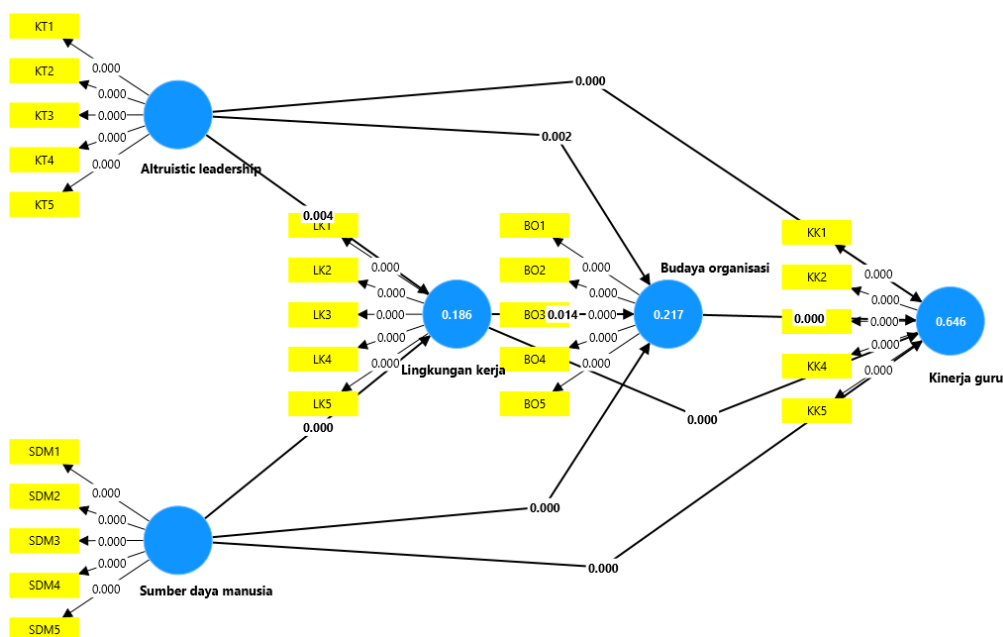 KT1
0.000
KT2
0.000
KT3
0.000
KT4
0.000
KT5
0.000
Altruistic leadership
0.000
0.002
0.004
LK1
0.000
LK2
0.000
LK3
0.000
LK4
0.000
LK5
0.000
0.186
Lingkungan kerja
BO1
0.000
BO2
0.000
BO3
0.014
0.000
BO4
0.000
BO5
0.000
0.217
Budaya organisasi
KK1
0.000
KK2
0.000
0.000
0.000
KK4
0.000
KK5
0.000
0.646
Kinerja guru
0.000
0.000
SDM1
0.000
SDM2
0.000
SDM3
0.000
SDM4
0.000
SDM5
0.000
Sumber daya manusia
0.000
0.000